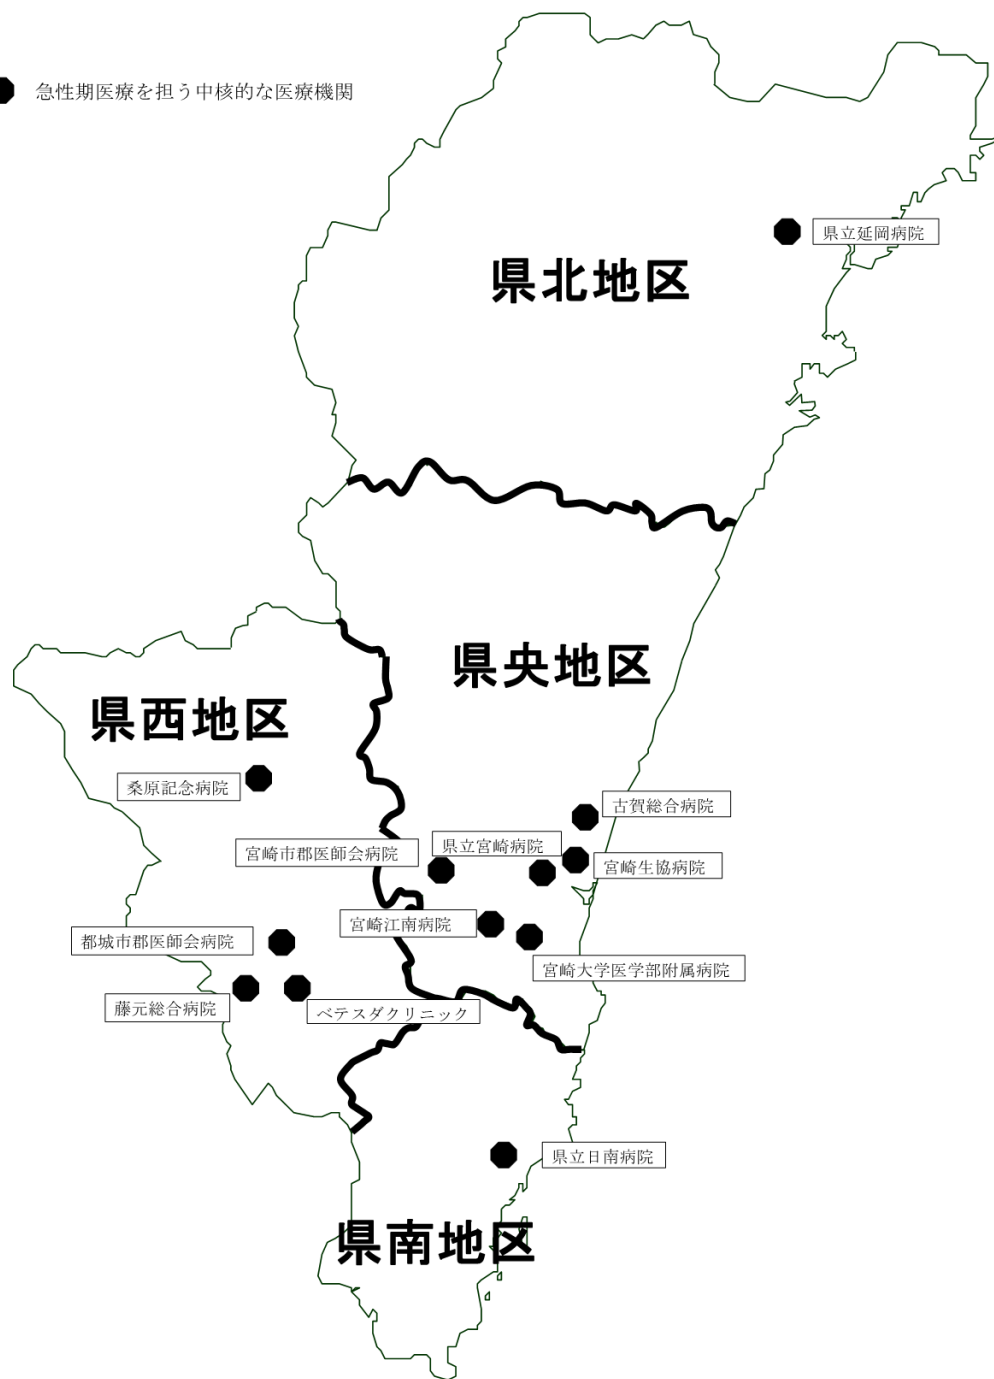 急性期医療を担う中核的な医療機関
県立延岡病院
県北地区
県央地区
県西地区
桑原記念病院
古賀総合病院
県立宮崎病院
宮崎市郡医師会病院
宮崎生協病院
宮崎江南病院
都城市郡医師会病院
宮崎大学医学部附属病院
藤元総合病院
ベテスダクリニック
県立日南病院
県南地区